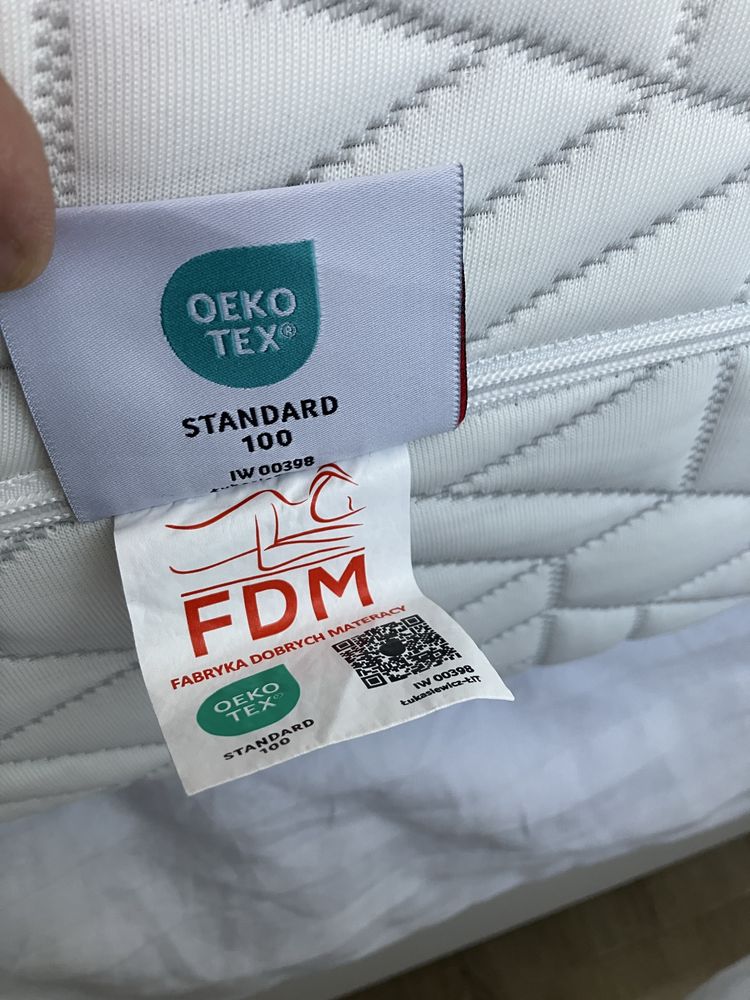 OEKO
TEX®
STANDARD
100
IW 00398
FDM
FABRYKA DOBRYCH MATERACY
OEKO
TEX®
STANDARD
100
IW 00398
Łukasiewicz-ŁIT